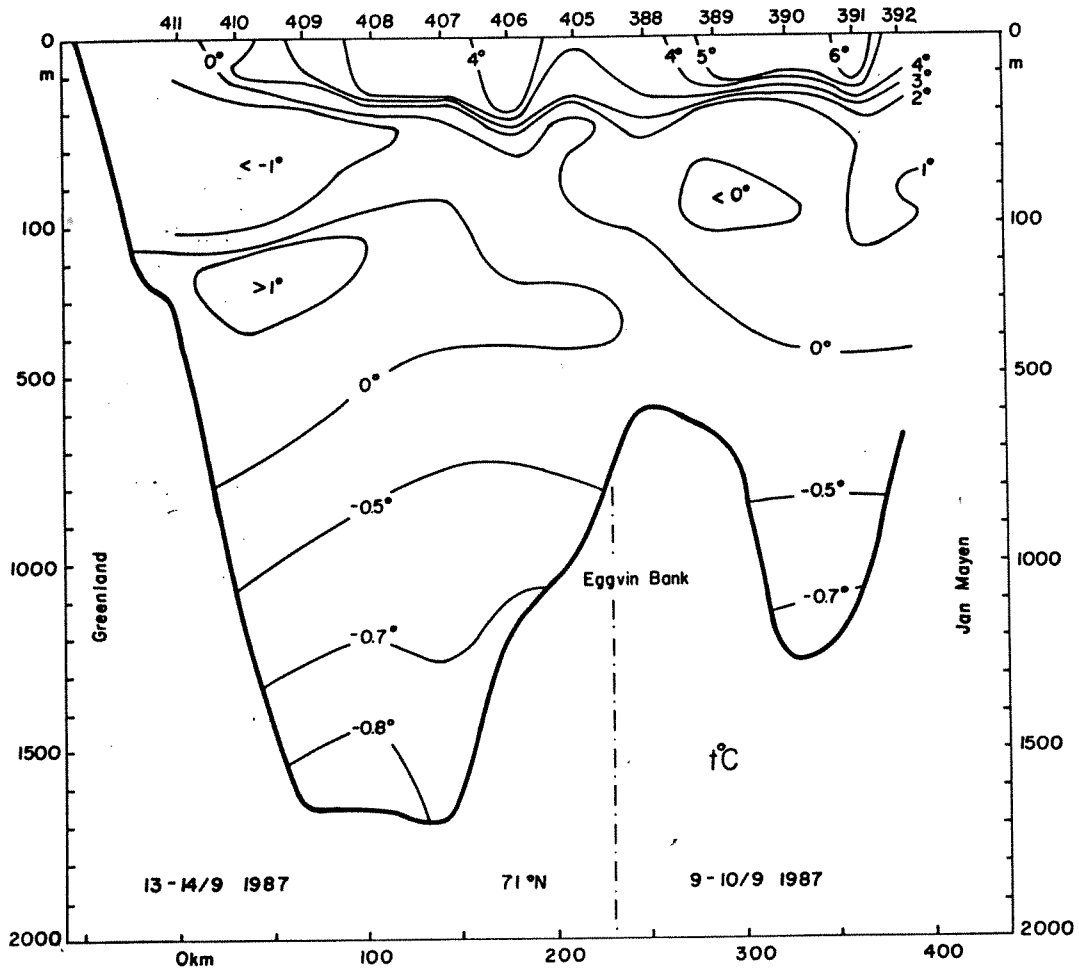 411 410 409 408 407 406 405 388 389 390 391 392
0 0
m m
0° 4° 4° 5° 6° 4°
3°
2°
< -1° < 0° 1°
100 100
>1°
0°
500 0° 500
-0.5° -0.5°
1000 1000
Eggvin Bank
-0.7° -0.7°
Greenland
Jan Mayen
-0.8°
1500 1500
t°C
13-14/9 1987 71°N 9-10/9 1987
2000 2000
0km 100 200 300 400